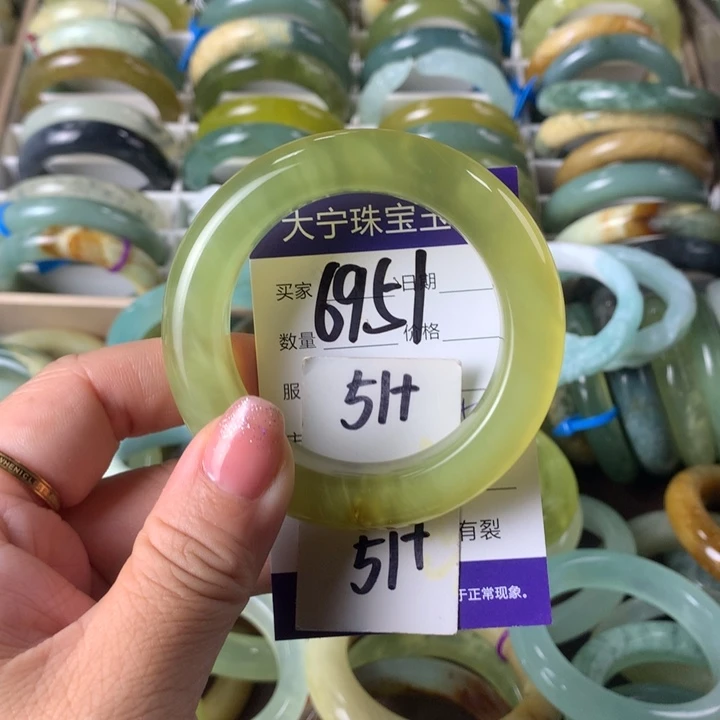 大宁珠宝玉
买家 日期
6951
数量 价格
服
51+
主
51+
有裂
于正常现象。